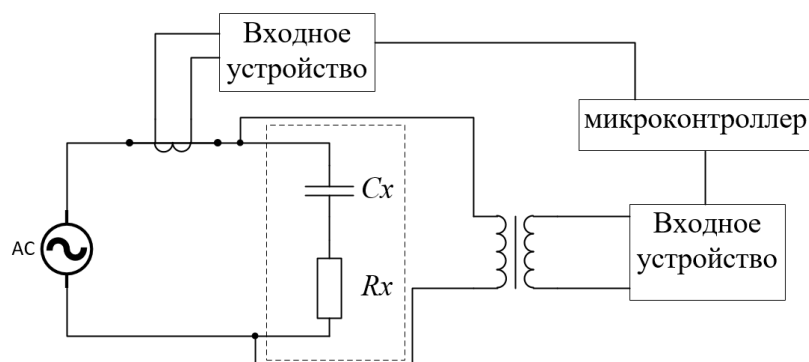 Входное
устройство
микроконтроллер
Cx
AC
Rx
Входное
устройство